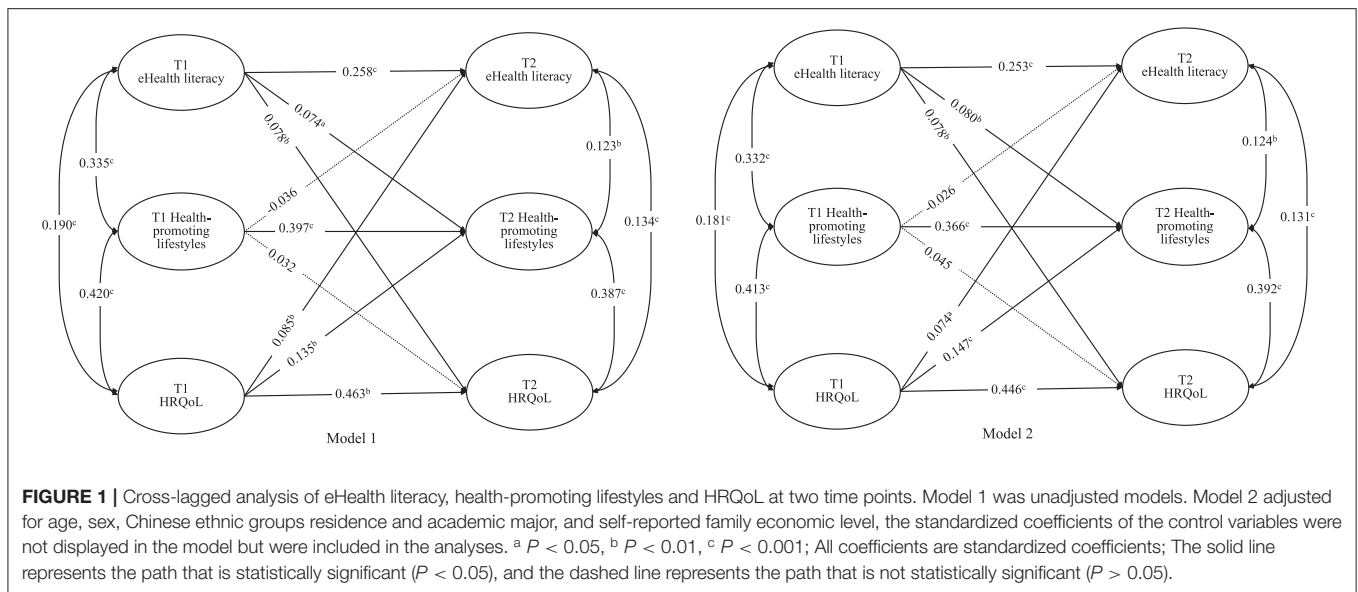 T1
eHealth literacy
0.258ᶜ
T2
eHealth literacy
0.074ᵃ
0.078ᵇ
0.335ᶜ
0.123ᵇ
-0.036
0.190ᶜ
T1 Health-
promoting
lifestyles
0.397ᶜ
T2 Health-
promoting
lifestyles
0.134ᶜ
0.032
0.420ᶜ
0.387ᶜ
0.085ᵇ
0.135ᵇ
T1
HRQoL
0.463ᵇ
T2
HRQoL
Model 1
T1
eHealth literacy
0.253ᶜ
T2
eHealth literacy
0.080ᵇ
0.078ᵇ
0.332ᶜ
0.124ᵇ
-0.026
0.181ᶜ
T1 Health-
promoting
lifestyles
0.366ᶜ
T2 Health-
promoting
lifestyles
0.131ᶜ
0.045
0.413ᶜ
0.392ᶜ
0.074ᵃ
0.147ᶜ
T1
HRQoL
0.446ᶜ
T2
HRQoL
Model 2
FIGURE 1 | Cross-lagged analysis of eHealth literacy, health-promoting lifestyles and HRQoL at two time points. Model 1 was unadjusted models. Model 2 adjusted
for age, sex, Chinese ethnic groups residence and academic major, and self-reported family economic level, the standardized coefficients of the control variables were
not displayed in the model but were included in the analyses. ᵃ P < 0.05, ᵇ P < 0.01, ᶜ P < 0.001; All coefficients are standardized coefficients; The solid line
represents the path that is statistically significant (P < 0.05), and the dashed line represents the path that is not statistically significant (P > 0.05).